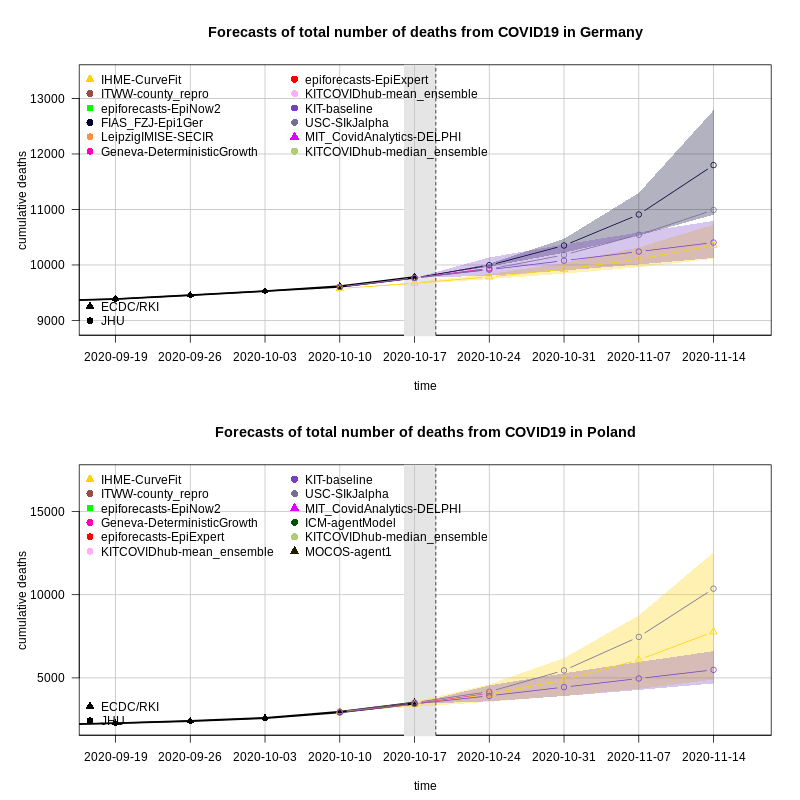 Forecasts of total number of deaths from COVID19 in Germany
IHME-CurveFit
ITWW-county_repro
epiforecasts-EpiNow2
FIAS_FZJ-Epi1Ger
LeipzigIMISE-SECIR
Geneva-DeterministicGrowth
epiforecasts-EpiExpert
KITCOVIDhub-mean_ensemble
KIT-baseline
USC-SIkJalpha
MIT_CovidAnalytics-DELPHI
KITCOVIDhub-median_ensemble
cumulative deaths
13000
12000
11000
10000
9000
ECDC/RKI
JHU
2020-09-19 2020-09-26 2020-10-03 2020-10-10 2020-10-17 2020-10-24 2020-10-31 2020-11-07 2020-11-14
time
Forecasts of total number of deaths from COVID19 in Poland
IHME-CurveFit
ITWW-county_repro
epiforecasts-EpiNow2
Geneva-DeterministicGrowth
epiforecasts-EpiExpert
KITCOVIDhub-mean_ensemble
KIT-baseline
USC-SIkJalpha
MIT_CovidAnalytics-DELPHI
ICM-agentModel
KITCOVIDhub-median_ensemble
MOCOS-agent1
cumulative deaths
15000
10000
5000
ECDC/RKI
JHU
2020-09-19 2020-09-26 2020-10-03 2020-10-10 2020-10-17 2020-10-24 2020-10-31 2020-11-07 2020-11-14
time